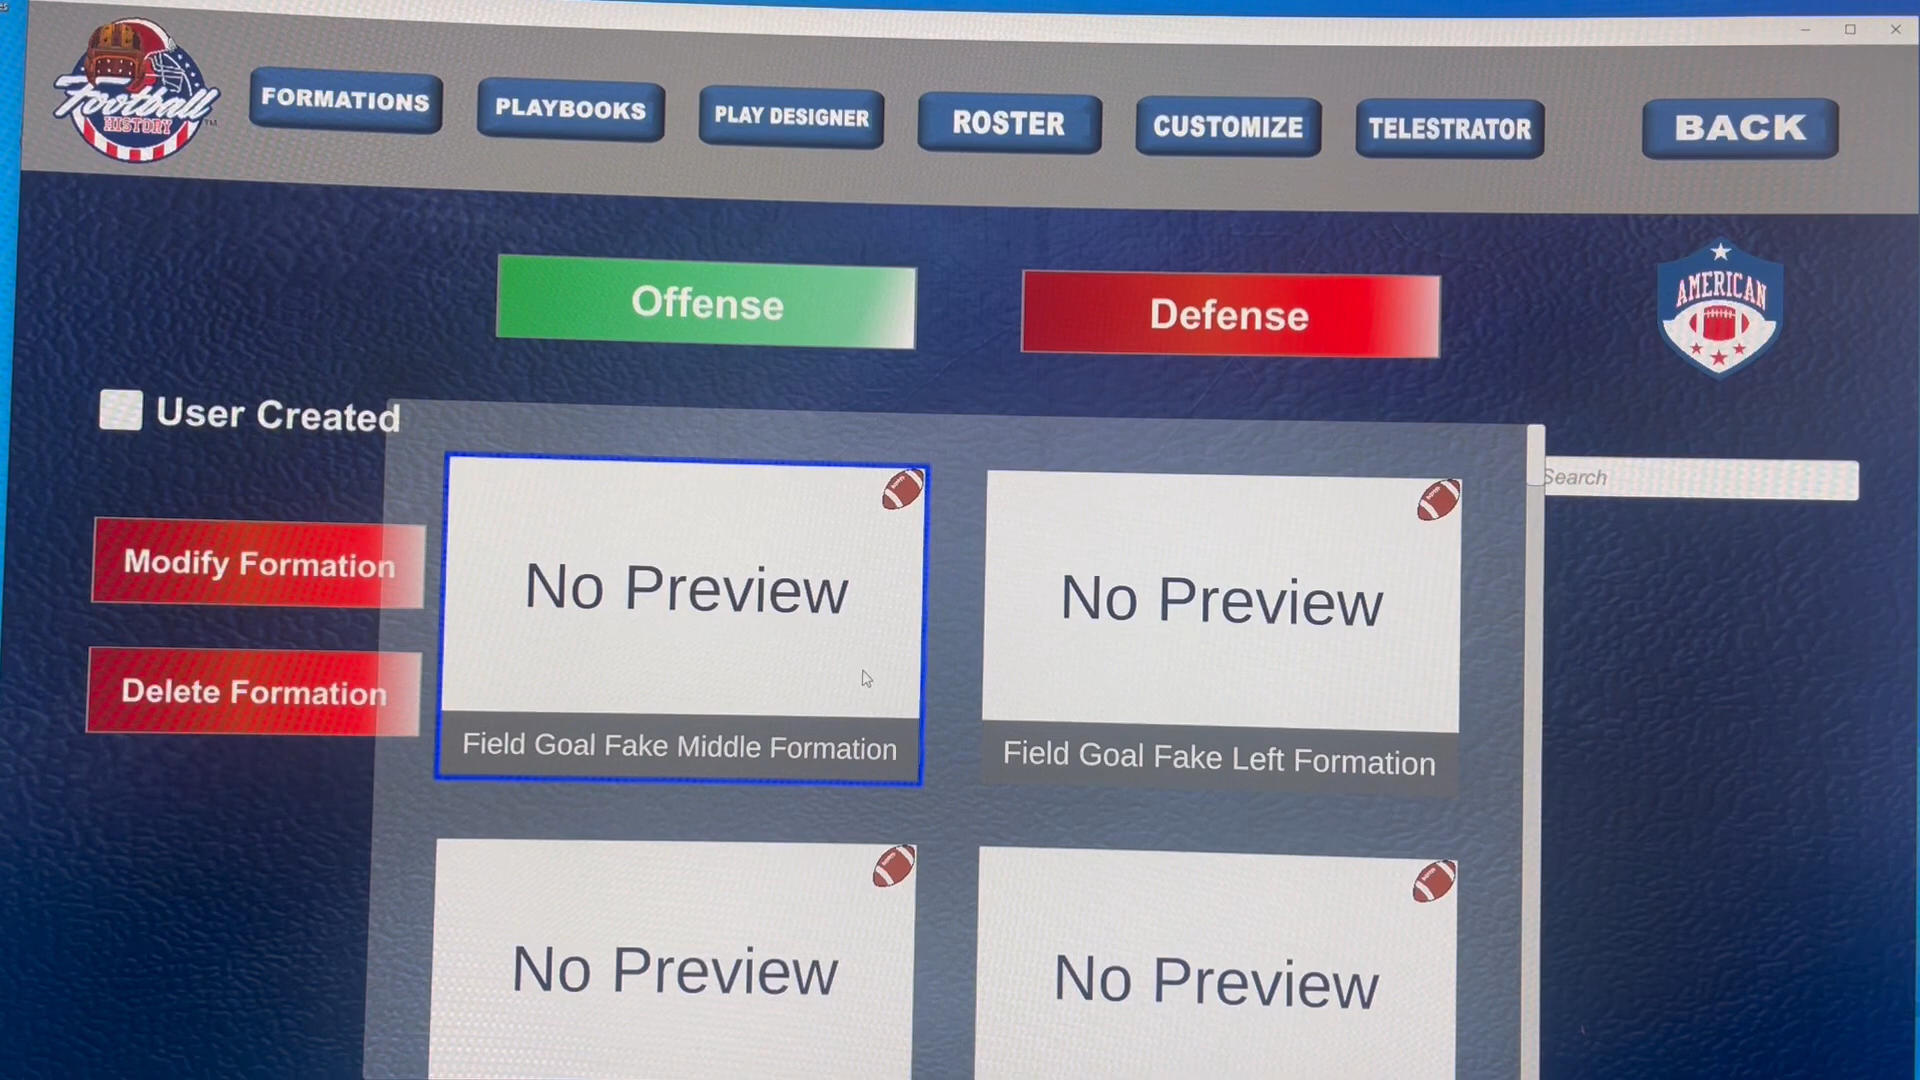 Football
HISTORY
TM
FORMATIONS
PLAYBOOKS
PLAY DESIGNER
ROSTER
CUSTOMIZE
TELESTRATOR
BACK
Offense
Defense
AMERICAN
User Created
Search
Modify Formation
Delete Formation
No Preview
Field Goal Fake Middle Formation
No Preview
Field Goal Fake Left Formation
No Preview
No Preview